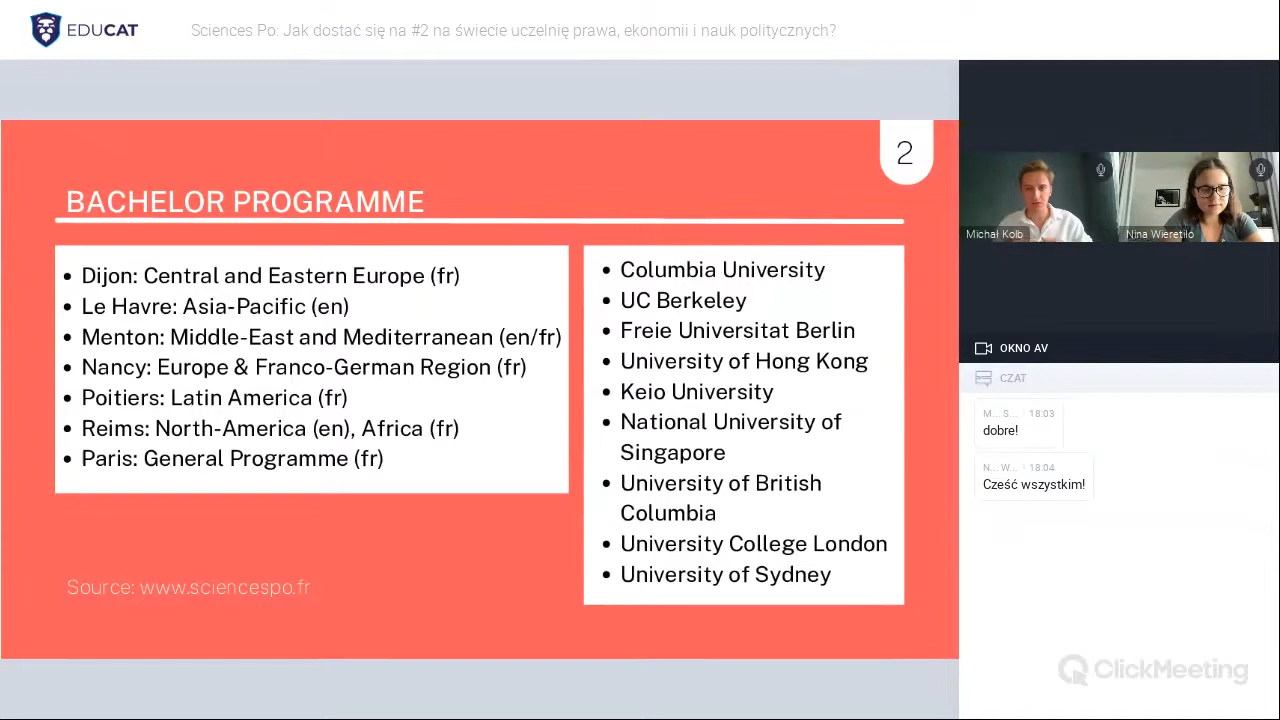 EDUCAT
Sciences Po: Jak dostać się na #2 na świecie uczelnię prawa, ekonomii i nauk politycznych?
2
BACHELOR PROGRAMME
Dijon: Central and Eastern Europe (fr)
Le Havre: Asia-Pacific (en)
Menton: Middle-East and Mediterranean (en/fr)
Nancy: Europe & Franco-German Region (fr)
Poitiers: Latin America (fr)
Reims: North-America (en), Africa (fr)
Paris: General Programme (fr)
Source: www.sciencespo.fr
Columbia University
UC Berkeley
Freie Universitat Berlin
University of Hong Kong
Keio University
National University of
Singapore
University of British
Columbia
University College London
University of Sydney
Michał Kolb
Nina Wieretiło
OKNO AV
CZAT
M... S... 18:03
dobre!
N... W... 18:04
Cześć wszystkim!
ClickMeeting